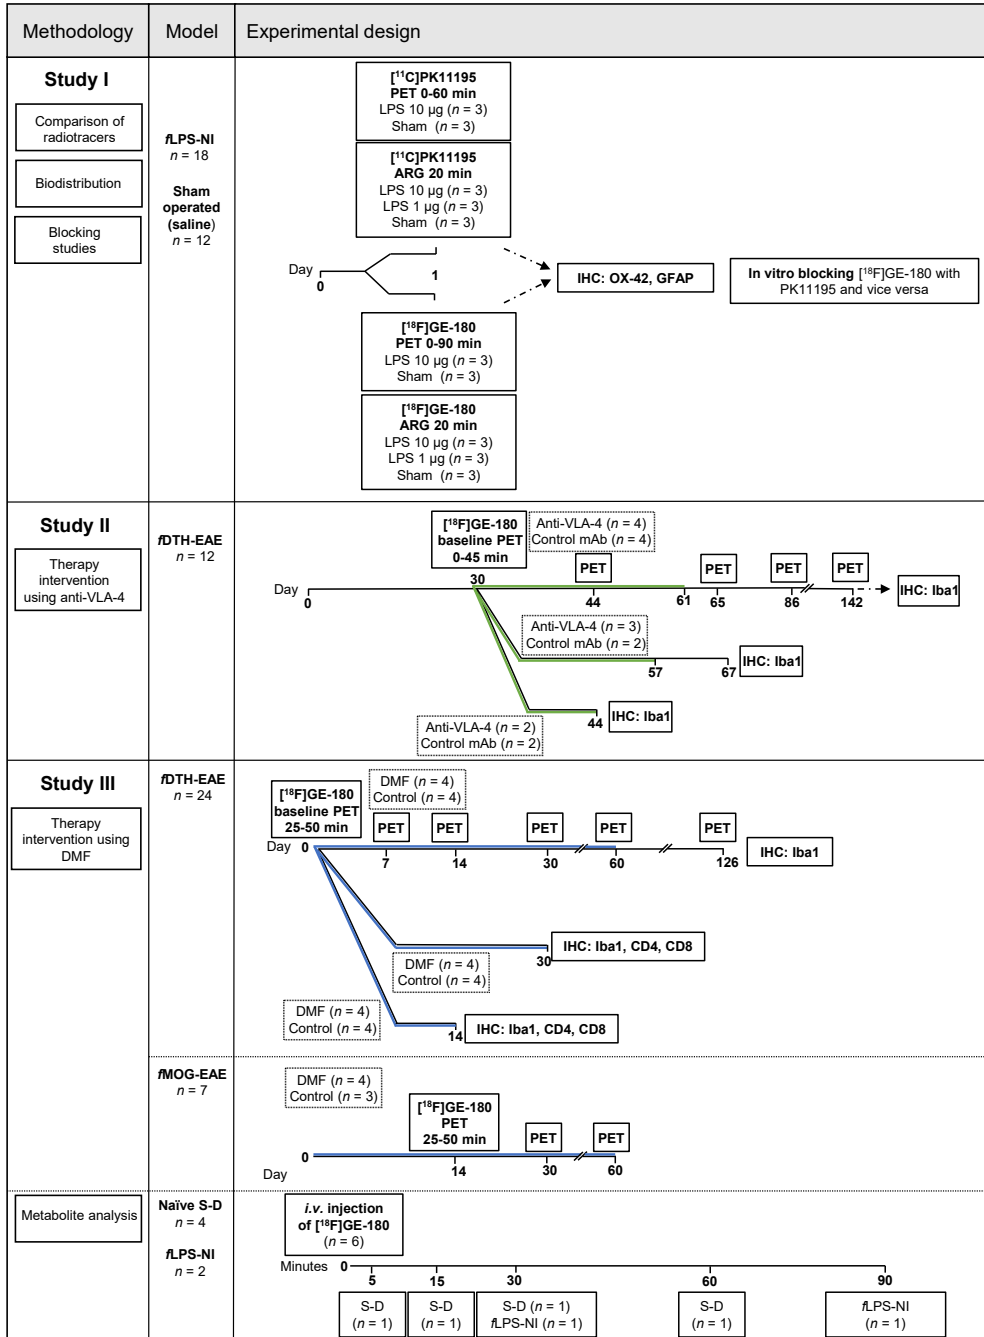 Methodology
Model
Experimental design
Study I
Comparison of
radiotracers
Biodistribution
Blocking
studies
fLPS-NI
n = 18
Sham
operated
(saline)
n = 12
[¹¹C]PK11195
PET 0-60 min
LPS 10 µg (n = 3)
Sham (n = 3)
[¹¹C]PK11195
ARG 20 min
LPS 10 µg (n = 3)
LPS 1 µg (n = 3)
Sham (n = 3)
Day
0
1
IHC: OX-42, GFAP
In vitro blocking [¹⁸F]GE-180 with
PK11195 and vice versa
[¹⁸F]GE-180
PET 0-90 min
LPS 10 µg (n = 3)
Sham (n = 3)
[¹⁸F]GE-180
ARG 20 min
LPS 10 µg (n = 3)
LPS 1 µg (n = 3)
Sham (n = 3)
Study II
Therapy
intervention
using anti-VLA-4
fDTH-EAE
n = 12
[¹⁸F]GE-180
baseline PET
0-45 min
Anti-VLA-4 (n = 4)
Control mAb (n = 4)
PET PET PET PET
Day
0 30 44 61 65 86 142
IHC: Iba1
Anti-VLA-4 (n = 3)
Control mAb (n = 2)
57 67
IHC: Iba1
44
IHC: Iba1
Anti-VLA-4 (n = 2)
Control mAb (n = 2)
Study III
Therapy
intervention using
DMF
fDTH-EAE
n = 24
[¹⁸F]GE-180
baseline PET
25-50 min
DMF (n = 4)
Control (n = 4)
PET PET PET PET PET
Day 0
7 14 30 60 126
IHC: Iba1
30
IHC: Iba1, CD4, CD8
DMF (n = 4)
Control (n = 4)
DMF (n = 4)
Control (n = 4)
14
IHC: Iba1, CD4, CD8
fMOG-EAE
n = 7
DMF (n = 4)
Control (n = 3)
[¹⁸F]GE-180
PET
25-50 min
PET PET
0
14 30 60
Day
Metabolite analysis
Naïve S-D
n = 4
fLPS-NI
n = 2
i.v. injection
of [¹⁸F]GE-180
(n = 6)
Minutes 0
5 15 30 60 90
S-D
(n = 1)
S-D
(n = 1)
S-D (n = 1)
fLPS-NI (n = 1)
S-D
(n = 1)
fLPS-NI
(n = 1)